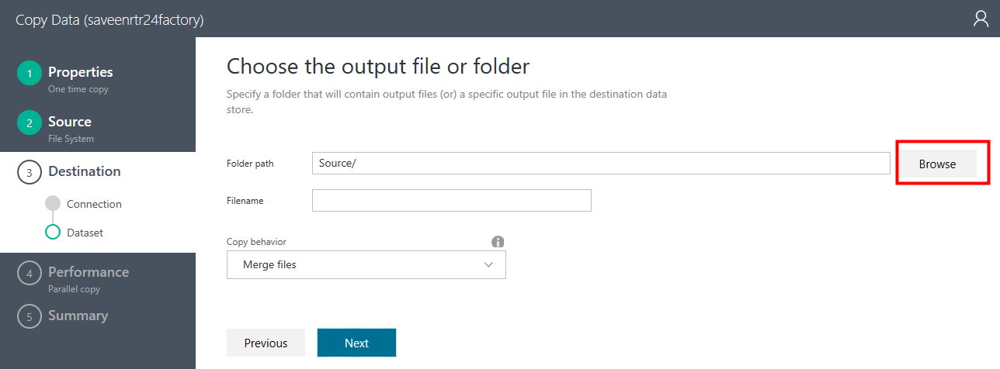 Copy Data (saveenrtr24factory)
1 Properties
One time copy
2 Source
File System
3 Destination
Connection
Dataset
4 Performance
Parallel copy
5 Summary
Choose the output file or folder
Specify a folder that will contain output files (or) a specific output file in the destination data
store.
Folder path Source/ Browse
Filename
Copy behavior i
Merge files
Previous Next